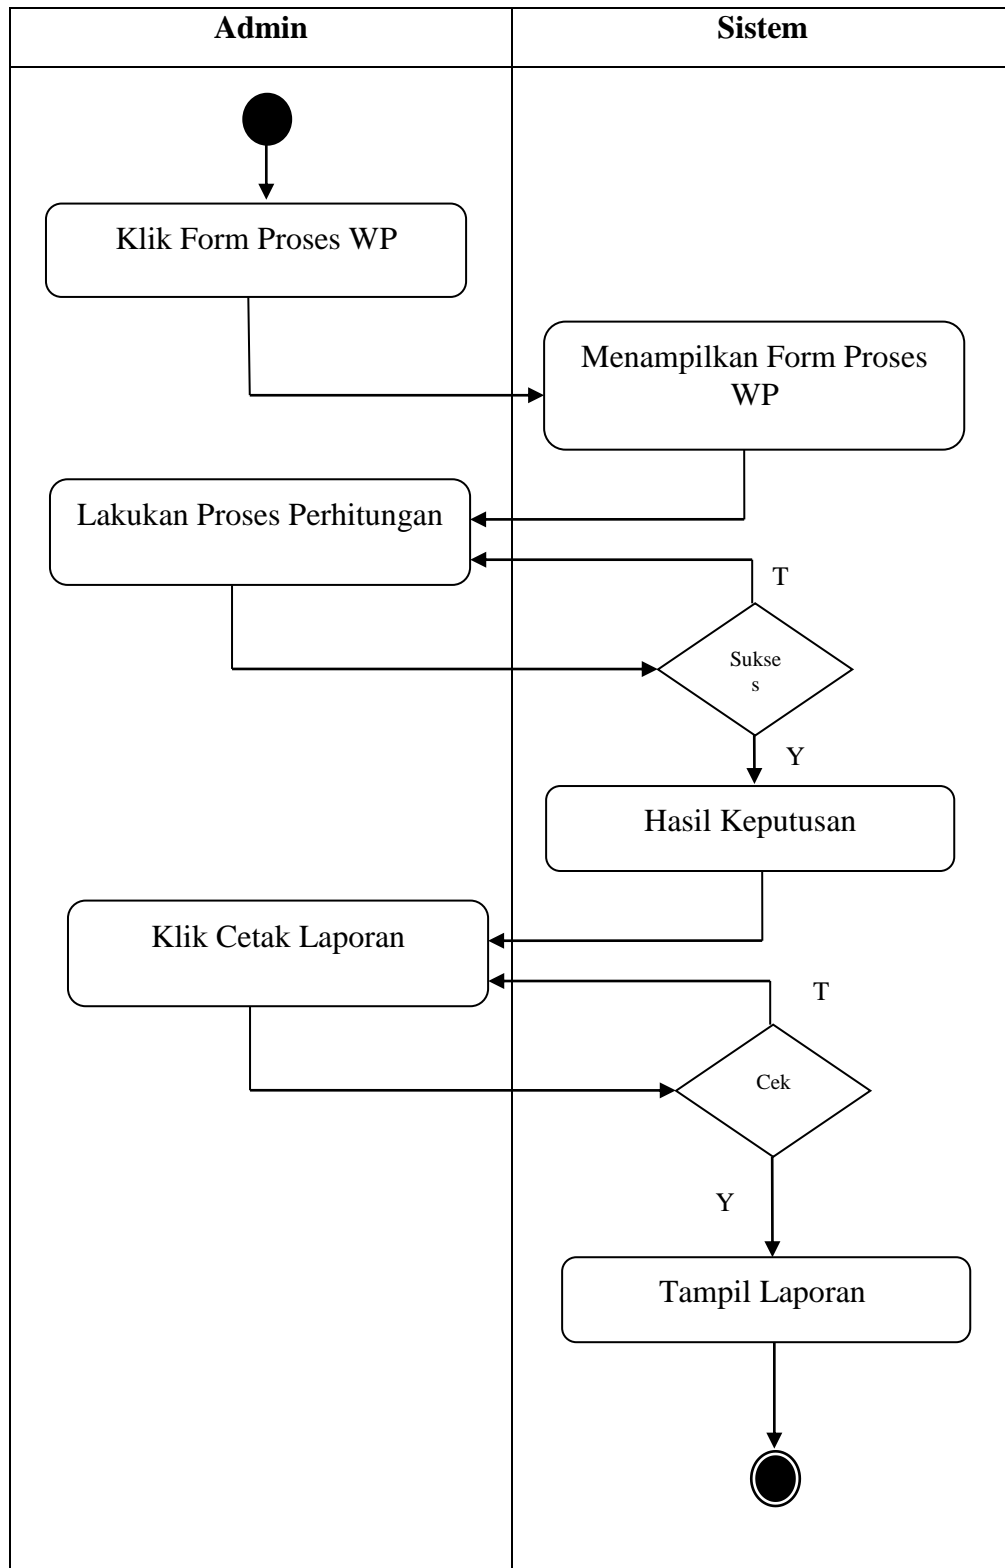 Admin
Sistem
Klik Form Proses WP
Menampilkan Form Proses
WP
Lakukan Proses Perhitungan
T
Sukse
s
Y
Hasil Keputusan
Klik Cetak Laporan
T
Cek
Y
Tampil Laporan